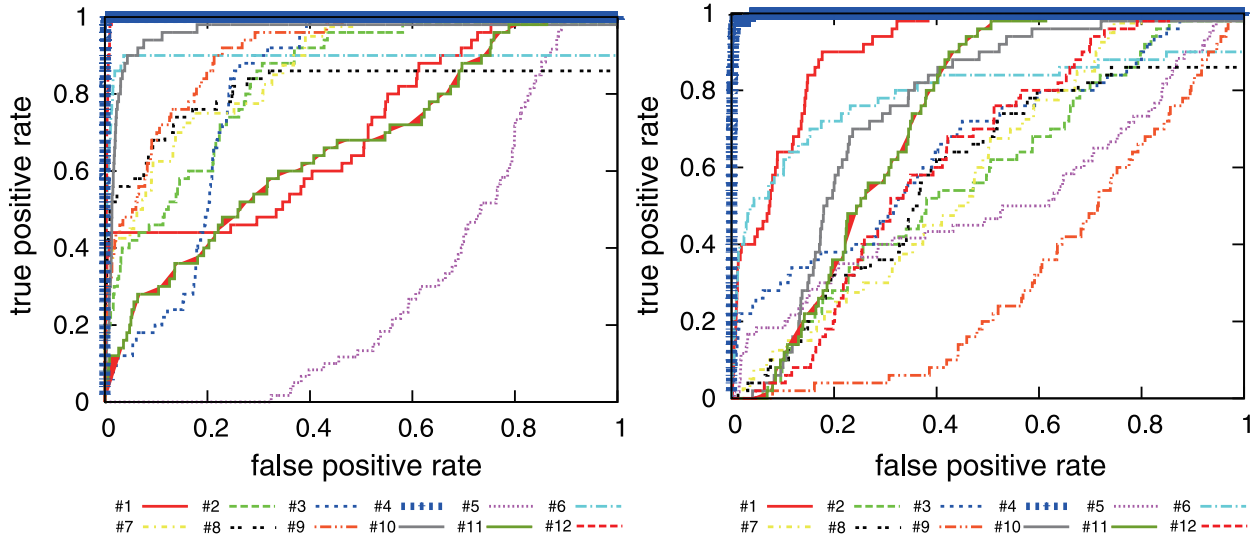 1
0.8
0.6
0.4
0.2
0
0 0.2 0.4 0.6 0.8 1
true positive rate
false positive rate
#1 #2 #3 #4 #5 #6
#7 #8 #9 #10 #11 #12
1
0.8
0.6
0.4
0.2
0
0 0.2 0.4 0.6 0.8 1
true positive rate
false positive rate
#1 #2 #3 #4 #5 #6
#7 #8 #9 #10 #11 #12